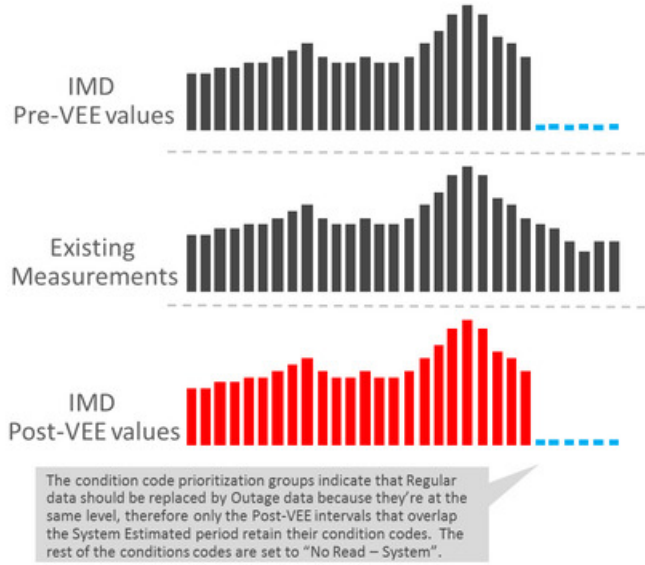 IMD
Pre-VEE values
Existing
Measurements
IMD
Post-VEE values
The condition code prioritization groups indicate that Regular
data should be replaced by Outage data because they're at the
same level, therefore only the Post-VEE intervals that overlap
the System Estimated period retain their condition codes.  The
rest of the conditions codes are set to "No Read – System".